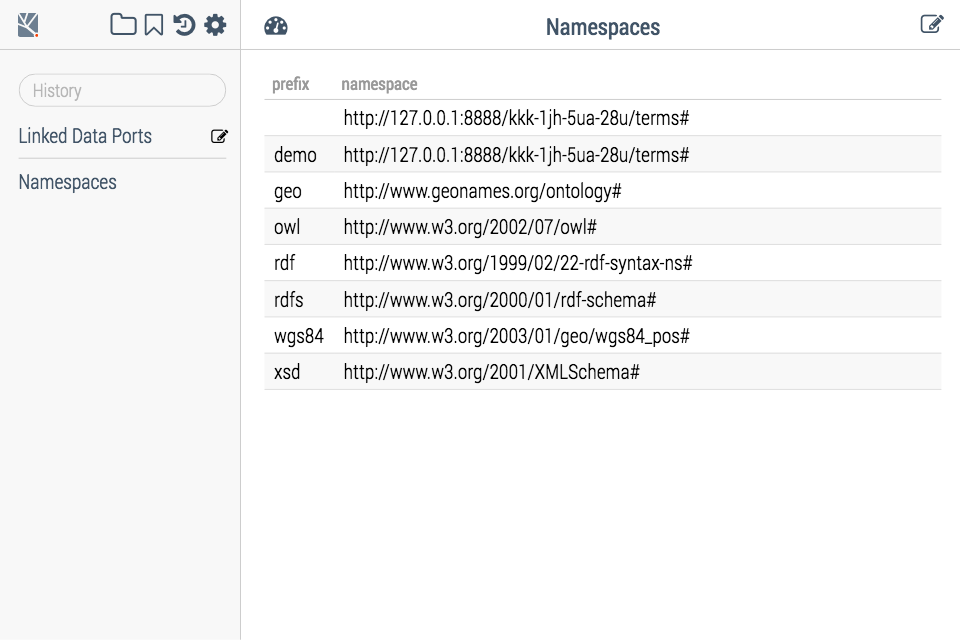 Namespaces
History
Linked Data Ports
Namespaces
prefix namespace
http://127.0.0.1:8888/kkk-1jh-5ua-28u/terms#
demo http://127.0.0.1:8888/kkk-1jh-5ua-28u/terms#
geo http://www.geonames.org/ontology#
owl http://www.w3.org/2002/07/owl#
rdf http://www.w3.org/1999/02/22-rdf-syntax-ns#
rdfs http://www.w3.org/2000/01/rdf-schema#
wgs84 http://www.w3.org/2003/01/geo/wgs84_pos#
xsd http://www.w3.org/2001/XMLSchema#